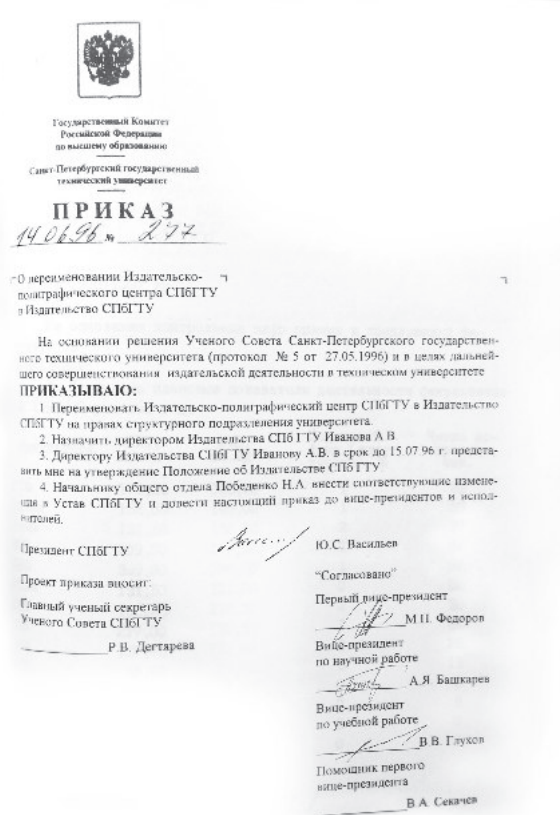 Государственный Комитет
Российской Федерации
по высшему образованию
Санкт-Петербургский государственный
технический университет
ПРИКАЗ
14 06.96 № 277
О переименовании Издательско-
полиграфического центра СПбГТУ
в Издательство СПбГТУ
На основании решения Ученого Совета Санкт-Петербургского государствен-
ного технического университета (протокол № 5 от 27.05.1996) и в целях дальней-
шего совершенствования издательской деятельности в техническом университете
ПРИКАЗЫВАЮ:
1. Переименовать Издательско-полиграфический центр СПбГТУ в Издательство
СПбГТУ на правах структурного подразделения университета.
2. Назначить директором Издательства СПб ГТУ Иванова А.В
3. Директору Издательства СПбГТУ Иванову А.В. в срок до 15.07 96 г. предста-
вить мне на утверждение Положение об Издательстве СПб ГТУ
4. Начальнику общего отдела Победенко Н.А. внести соответствующие измене-
ния в Устав СПбГТУ и довести настоящий приказ до вице-президентов и испол-
нителей.
Президент СПбГТУ
Ю.С. Васильев
Проект приказа вносит:
Главный ученый секретарь
Ученого Совета СПбГТУ
Р.В. Дегтарева
“Согласовано”
Первый вице-президент
М.П. Федоров
Вице-президент
по научной работе
А.Я Башкарев
Вице-президент
по учебной работе
В.В. Глухов
Помощник первого
вице-президента
В.А. Секачев